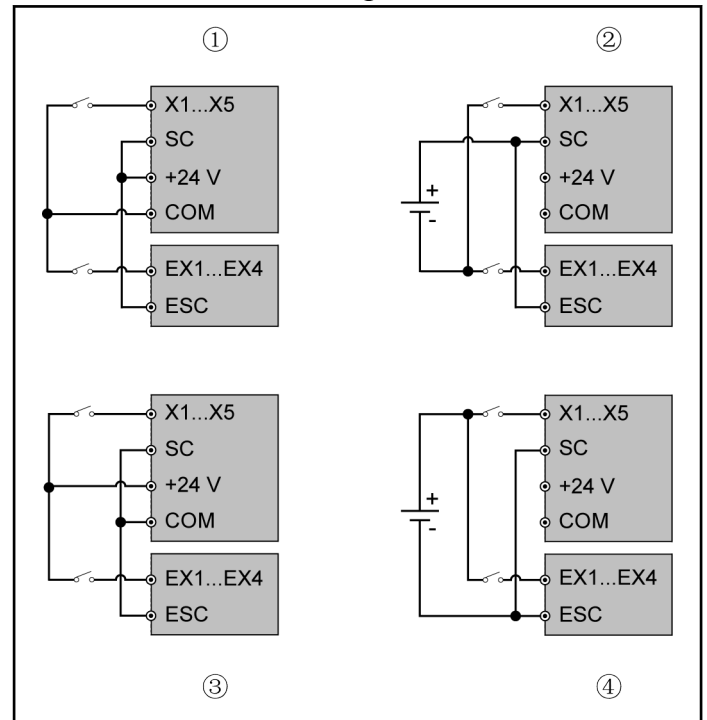 ①
②
X1...X5
SC
+24 V
COM
EX1...EX4
ESC
X1...X5
SC
+24 V
COM
EX1...EX4
ESC
+
-
X1...X5
SC
+24 V
COM
EX1...EX4
ESC
X1...X5
SC
+24 V
COM
EX1...EX4
ESC
+
-
③
④